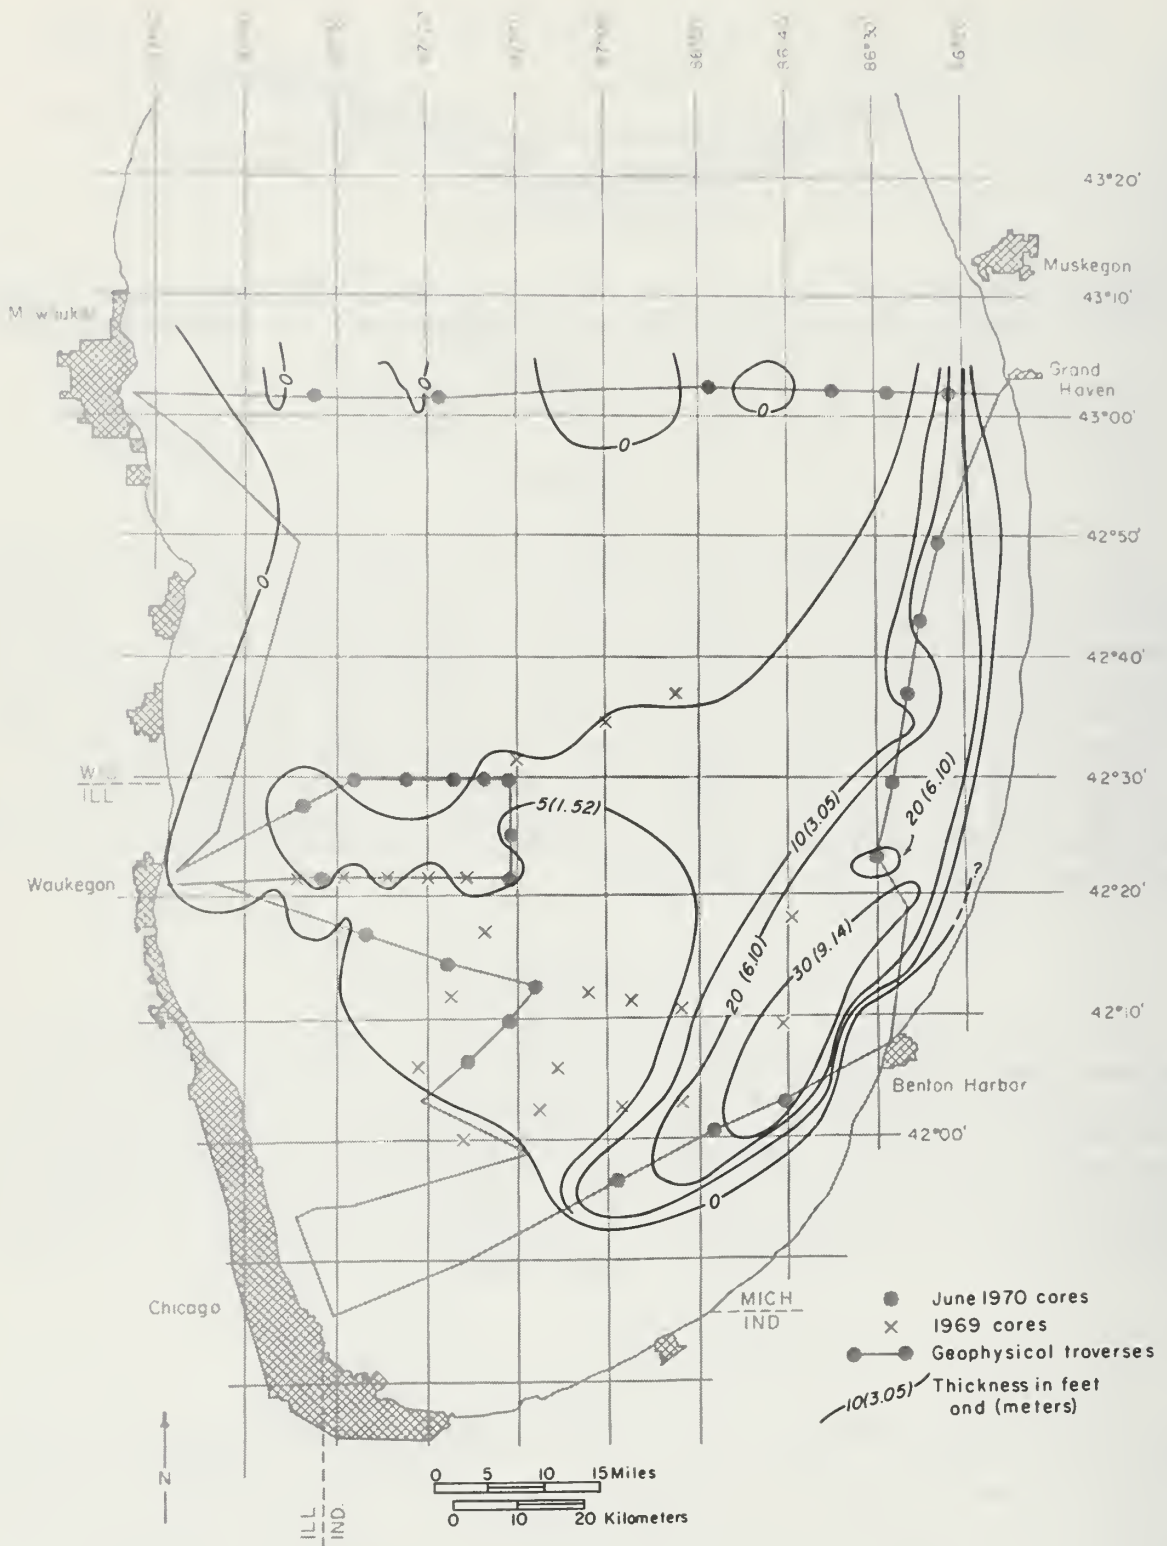 86°30'
43°20'
Muskegon
43°10'
Grand
Haven
43°00'
0
0
0
0
42°50'
0
42°40'
WIS
ILL
42°30'
5(1.52)
10(3.05)
20(6.10)
Waukegon
42°20'
?
20 (6.10)
30(9.14)
42°10'
Benton Harbor
42°00'
0
Chicago
MICH
IND
June 1970 cores
1969 cores
Geophysical traverses
10(3.05)
Thickness in feet
and (meters)
N
0 5 10 15 Miles
0 10 20 Kilometers
ILL
IND.